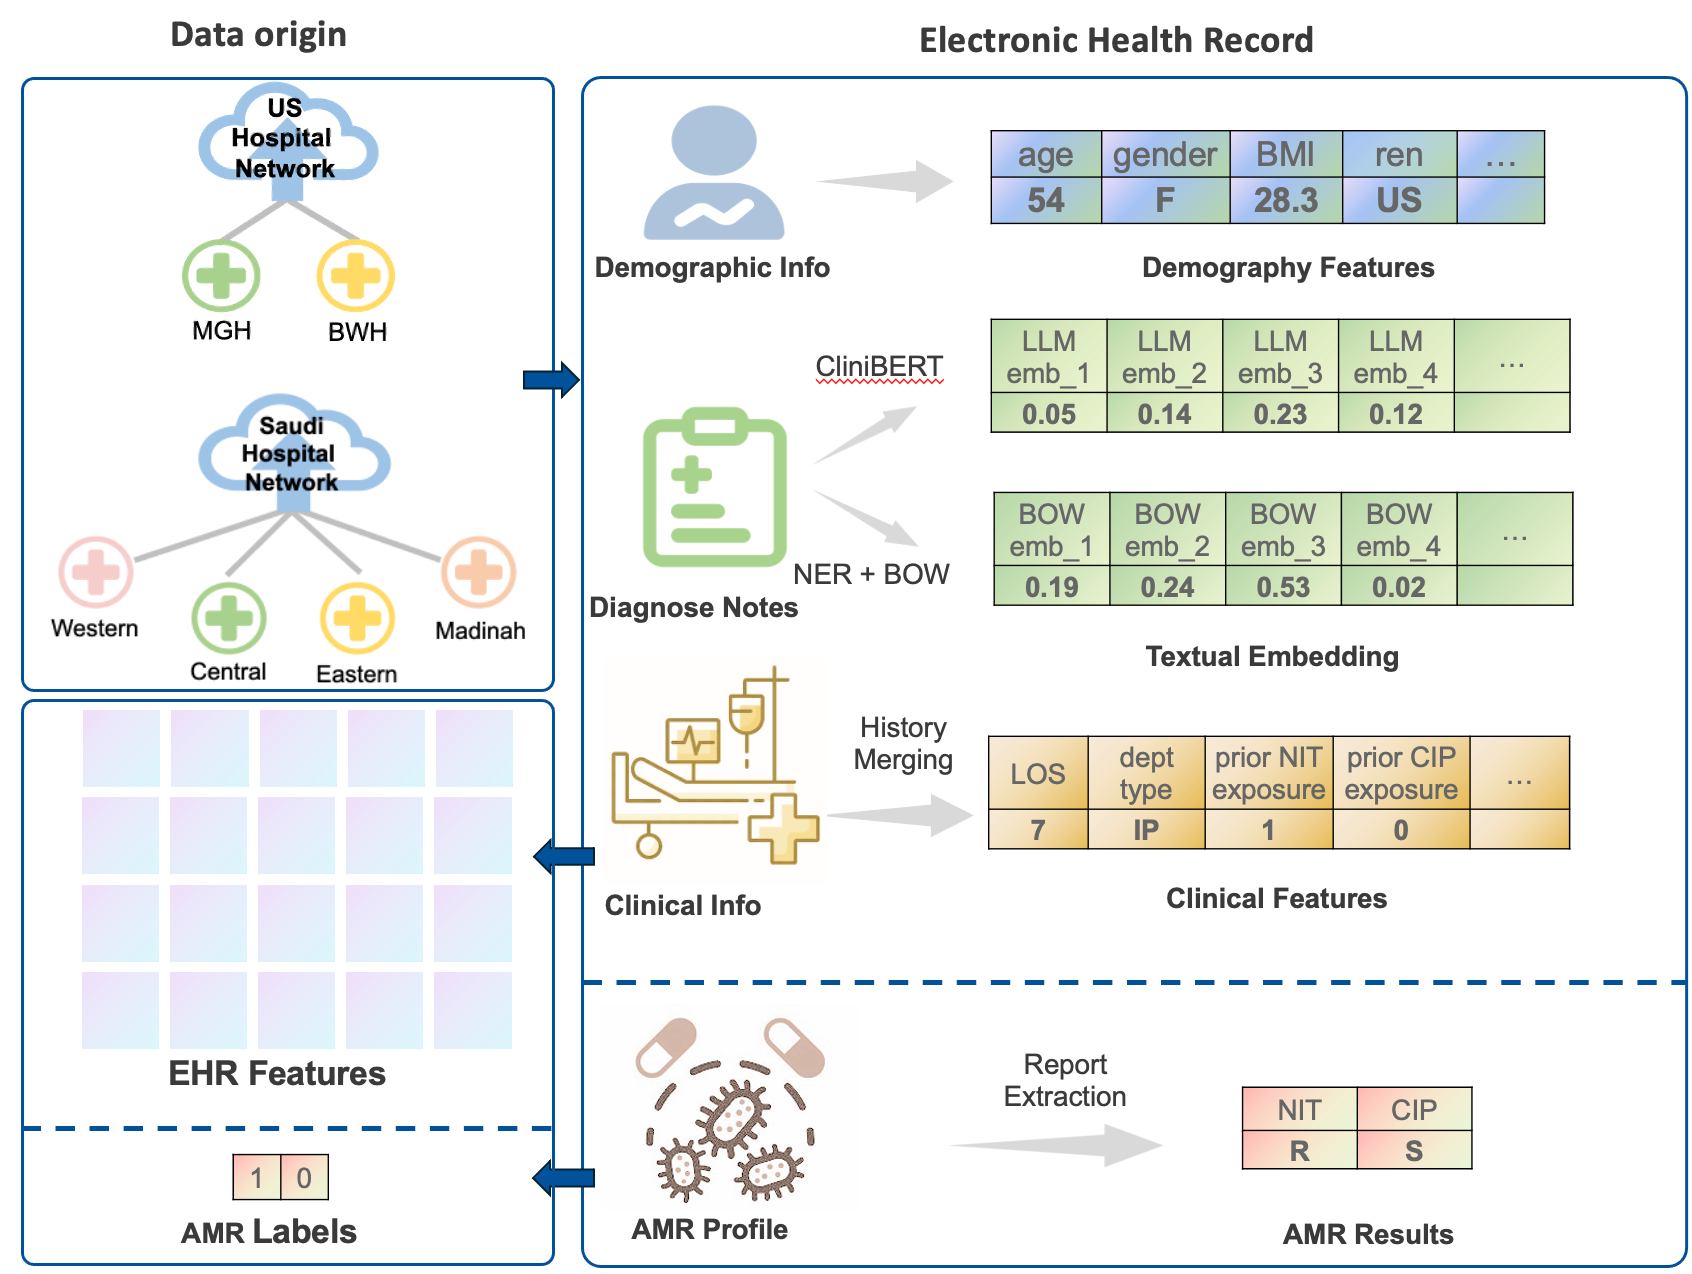 Data origin
US
Hospital
Network
MGH
BWH
Saudi
Hospital
Network
Western
Central
Eastern
Madinah
EHR Features
1 0
AMR Labels
Electronic Health Record
Demographic Info
age gender BMI ren ...
54 F 28.3 US
Demography Features
CliniBERT
LLM LLM LLM LLM
emb_1 emb_2 emb_3 emb_4 ...
0.05 0.14 0.23 0.12
Diagnose Notes
NER + BOW
BOW BOW BOW BOW
emb_1 emb_2 emb_3 emb_4 ...
0.19 0.24 0.53 0.02
Textual Embedding
Clinical Info
History
Merging
LOS dept type prior NIT exposure prior CIP exposure ...
7 IP 1 0
Clinical Features
AMR Profile
Report
Extraction
NIT CIP
R S
AMR Results